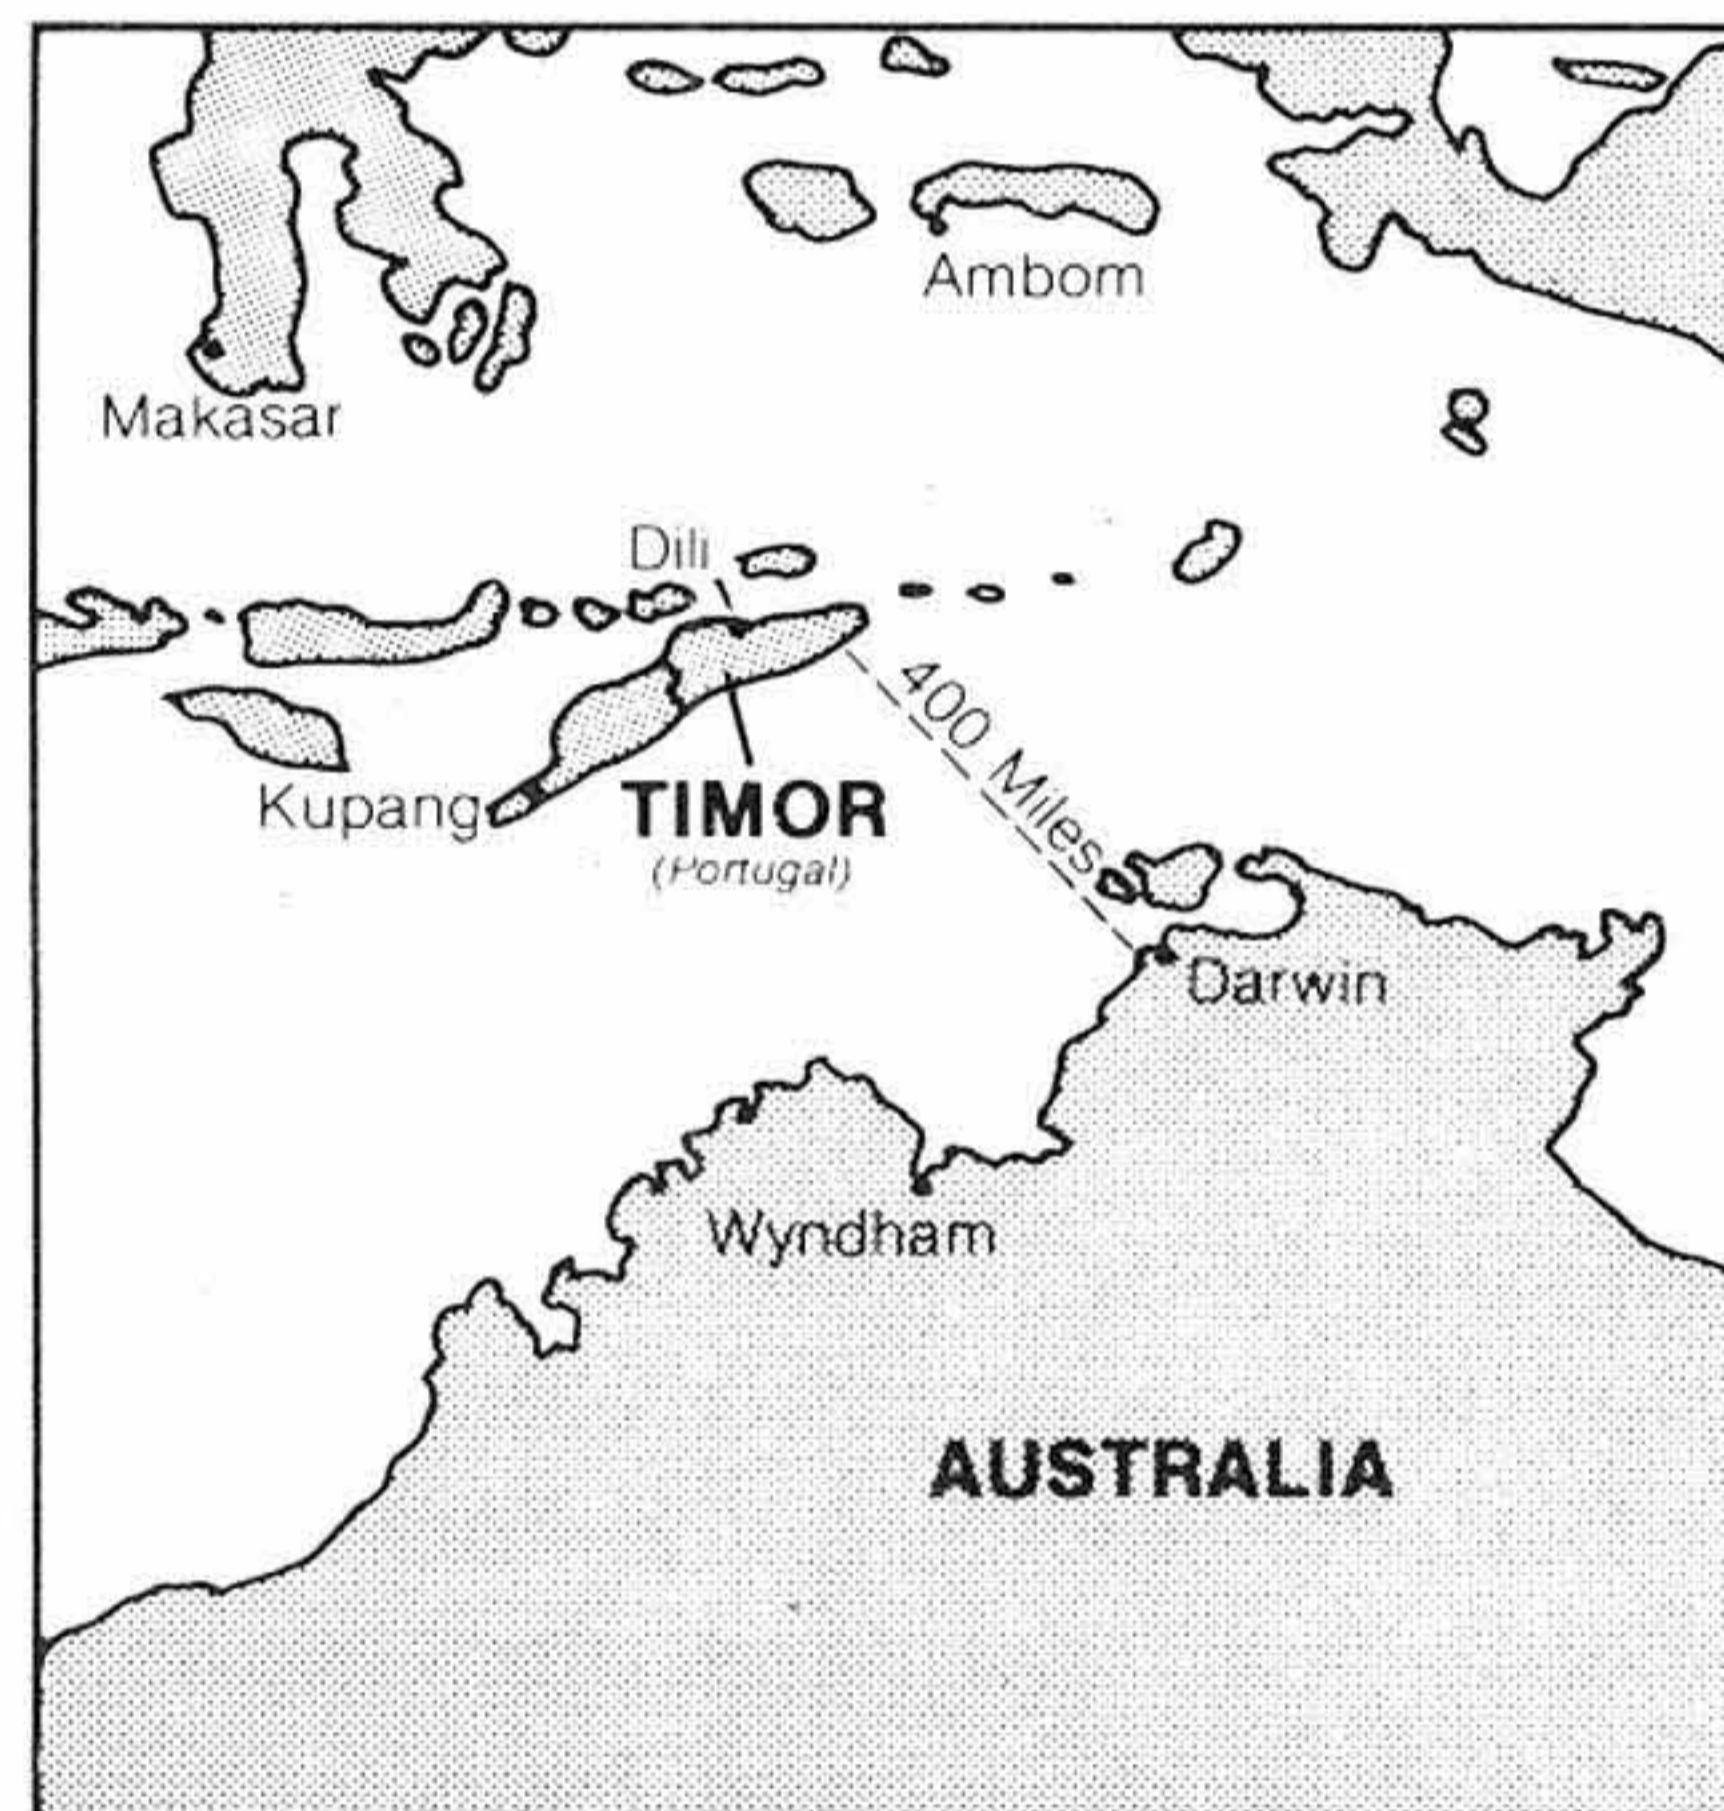 Ambom
Makasar
Dili
400 Miles
Kupang
TIMOR
(Portugal)
Darwin
Wyndham
AUSTRALIA